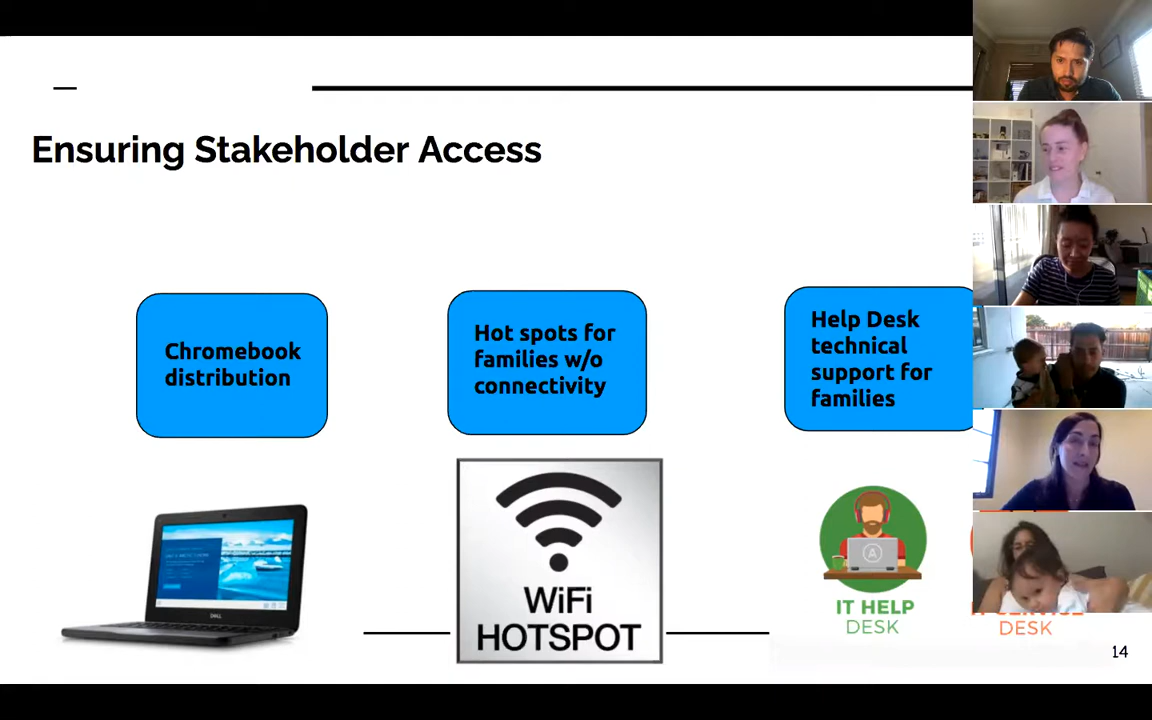 Ensuring Stakeholder Access
Chromebook
distribution
Hot spots for
families w/o
connectivity
Help Desk
technical
support for
families
DELL
WiFi
HOTSPOT
A
IT HELP
DESK
DESK
14